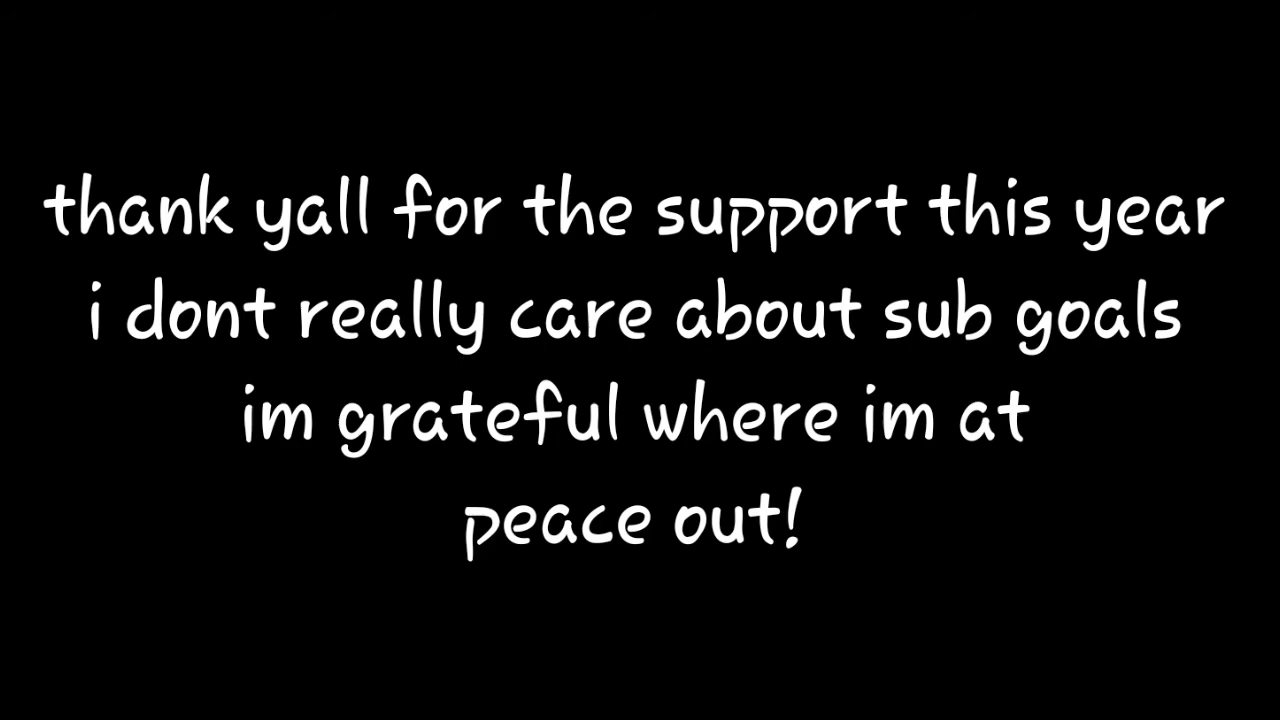 thank yall for the support this year
i dont really care about sub goals
im grateful where im at
peace out!